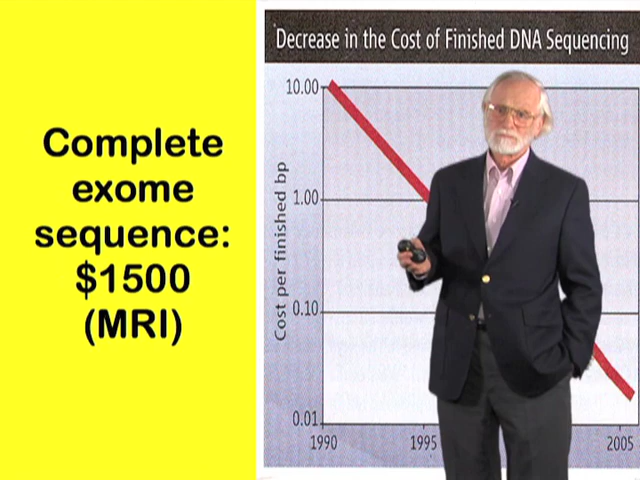 Complete
exome
sequence:
$1500
(MRI)
Decrease in the Cost of Finished DNA Sequencing
Cost per finished bp
10.00
1.00
0.10
0.01
1990
1995
2005